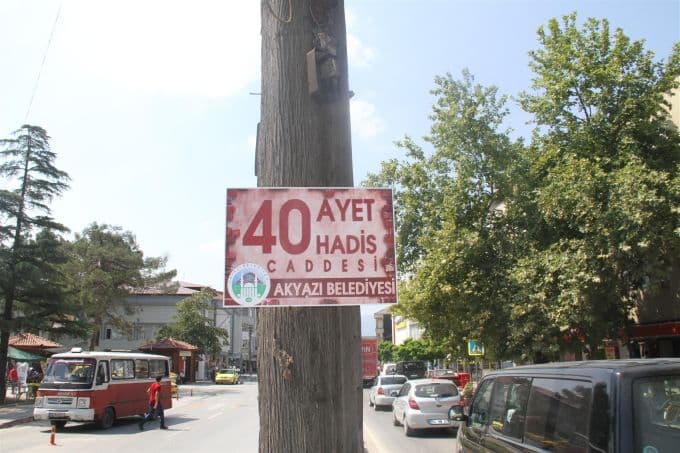 40 AYET
HADİS
CADDESİ
AKYAZI BELEDİYESİ